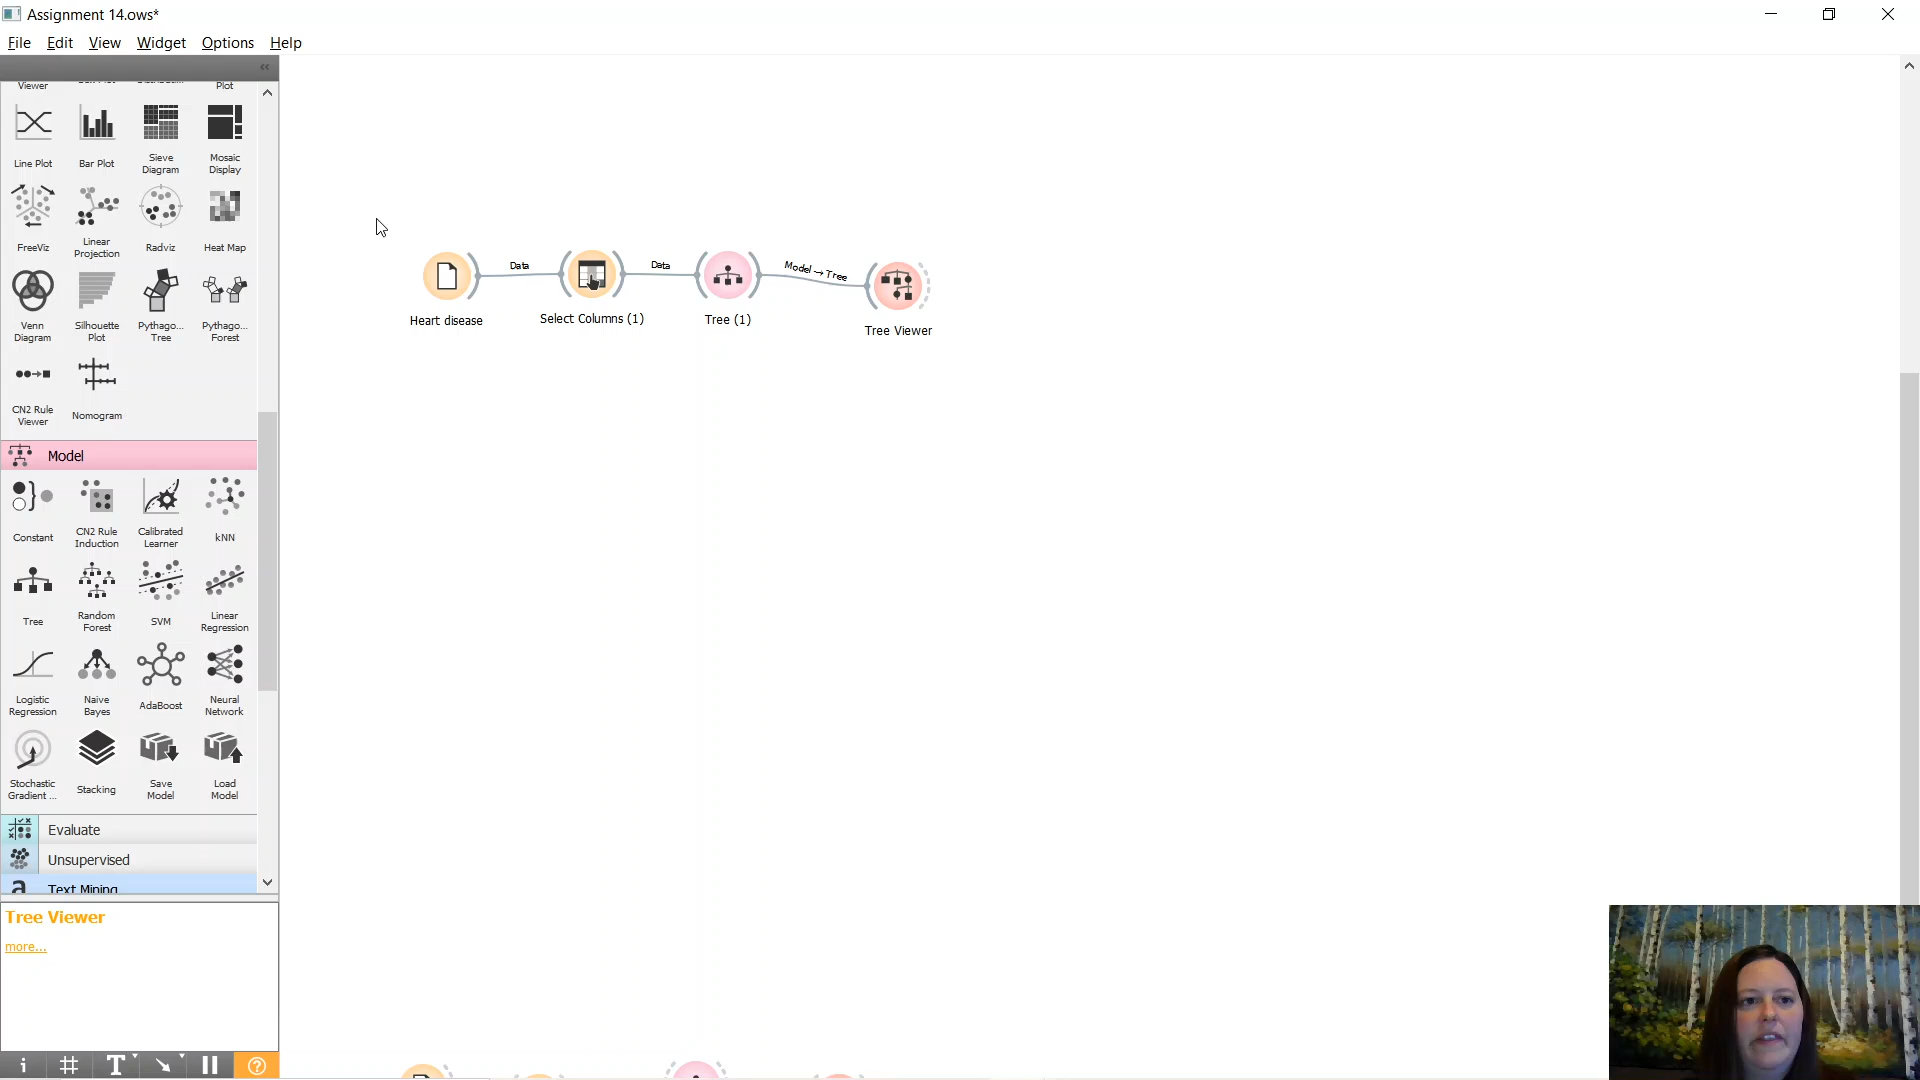 Assignment 14.ows*
File Edit View Widget Options Help
Viewer
Plot
Line Plot
Bar Plot
Sieve
Diagram
Mosaic
Display
FreeViz
Linear
Projection
Radviz
Heat Map
Venn
Diagram
Silhouette
Plot
Pythago...
Tree
Pythago...
Forest
CN2 Rule
Viewer
Nomogram
Model
Constant
CN2 Rule
Induction
Calibrated
Learner
kNN
Tree
Random
Forest
SVM
Linear
Regression
Logistic
Regression
Naive
Bayes
AdaBoost
Neural
Network
Stochastic
Gradient ...
Stacking
Save
Model
Load
Model
Evaluate
Unsupervised
Text Mining
Tree Viewer
more...
Data
Data
Model → Tree
Heart disease
Select Columns (1)
Tree (1)
Tree Viewer